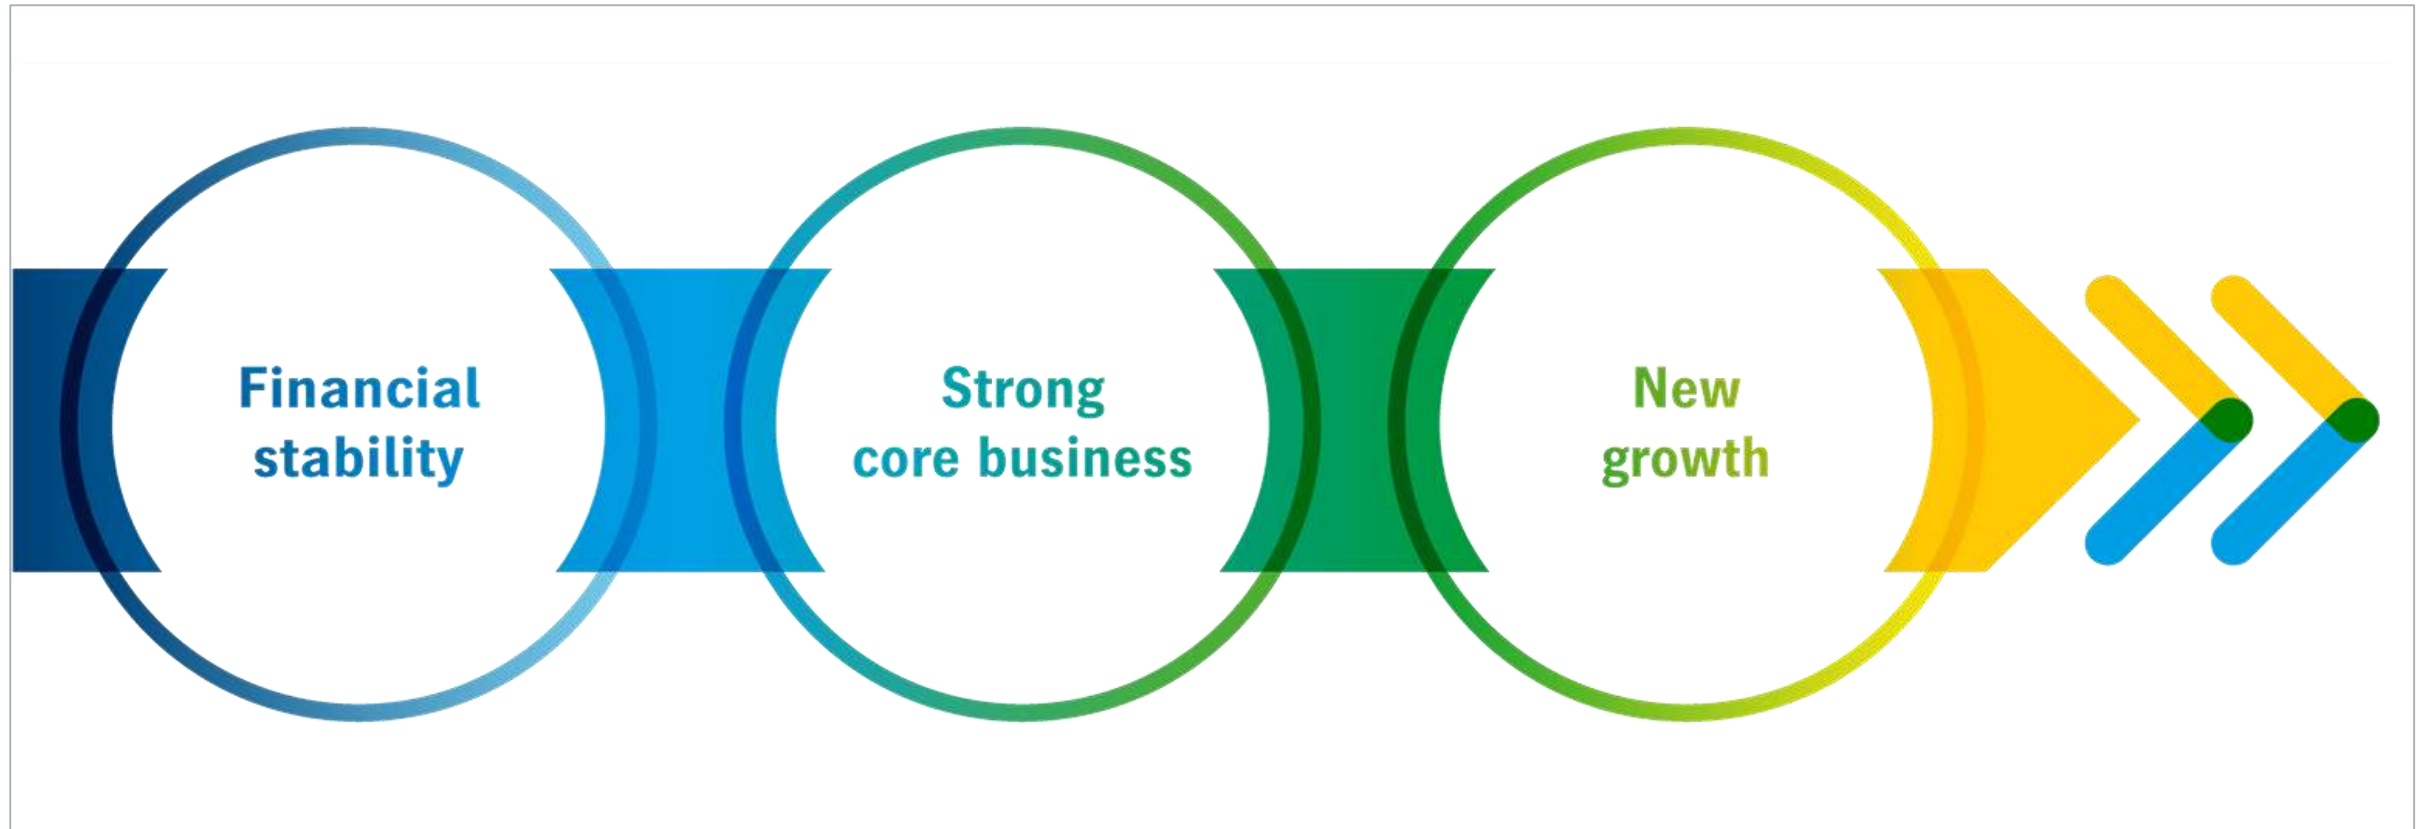 Financial
stability
Strong
core business
New
growth